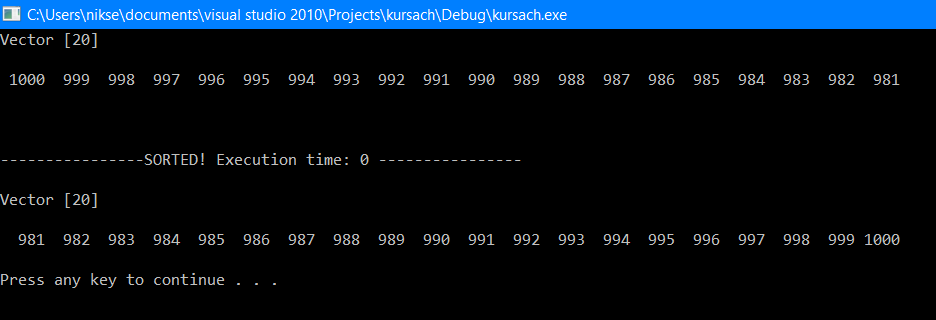 C:\Users\nikse\documents\visual studio 2010\Projects\kursach\Debug\kursach.exe
Vector [20]
1000 999 998 997 996 995 994 993 992 991 990 989 988 987 986 985 984 983 982 981
----------------SORTED! Execution time: 0 ----------------
Vector [20]
981 982 983 984 985 986 987 988 989 990 991 992 993 994 995 996 997 998 999 1000
Press any key to continue . . .